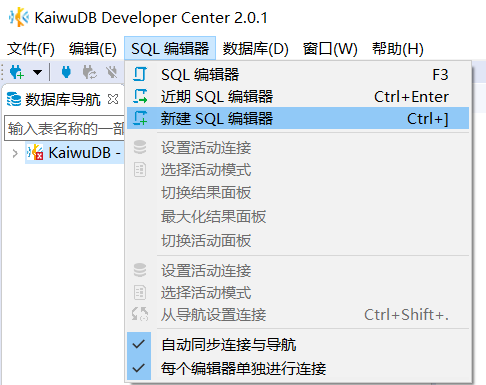 KaiwuDB Developer Center 2.0.1
文件(F) 编辑(E) SQL 编辑器 数据库(D) 窗口(W) 帮助(H)
数据库导航
输入表名称的一部
KaiwuDB -
SQL 编辑器 F3
近期 SQL 编辑器 Ctrl+Enter
新建 SQL 编辑器 Ctrl+]
设置活动连接
选择活动模式
切换结果面板
最大化结果面板
切换活动面板
设置活动连接
选择活动模式
从导航设置连接 Ctrl+Shift+.
自动同步连接与导航
每个编辑器单独进行连接